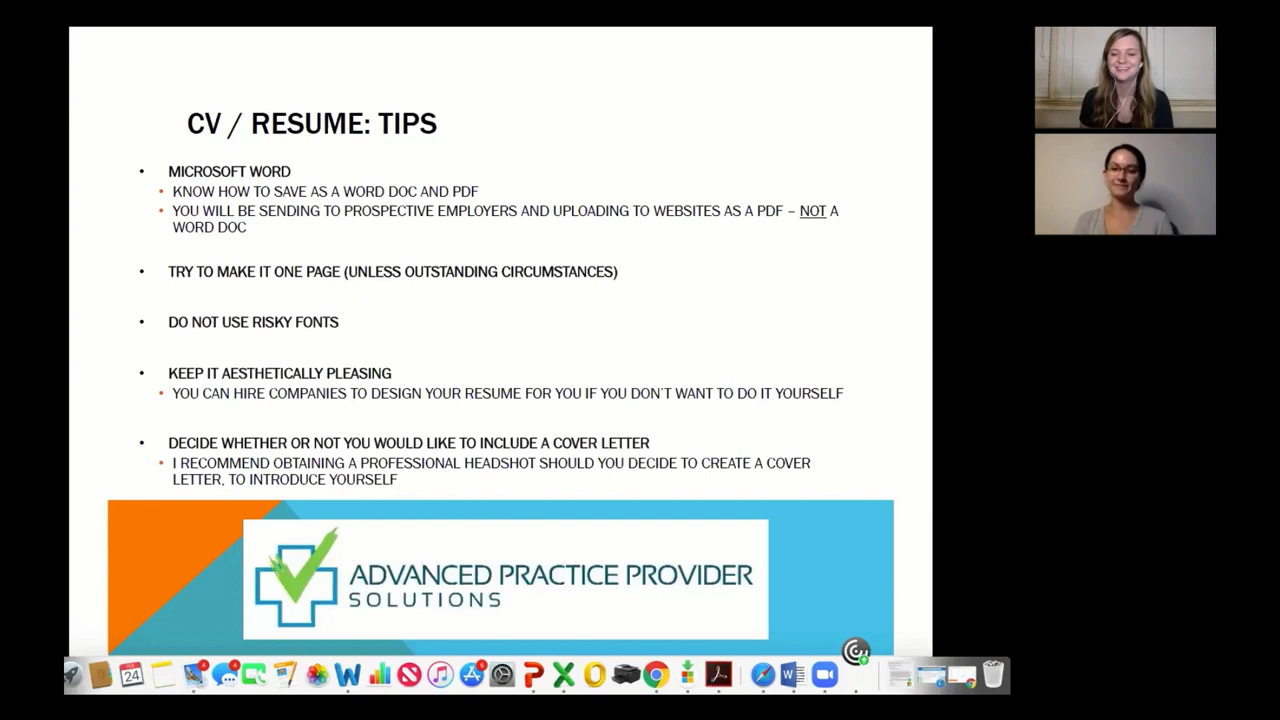 CV / RESUME: TIPS
• MICROSOFT WORD
• KNOW HOW TO SAVE AS A WORD DOC AND PDF
• YOU WILL BE SENDING TO PROSPECTIVE EMPLOYERS AND UPLOADING TO WEBSITES AS A PDF – NOT A
WORD DOC
• TRY TO MAKE IT ONE PAGE (UNLESS OUTSTANDING CIRCUMSTANCES)
• DO NOT USE RISKY FONTS
• KEEP IT AESTHETICALLY PLEASING
• YOU CAN HIRE COMPANIES TO DESIGN YOUR RESUME FOR YOU IF YOU DON'T WANT TO DO IT YOURSELF
• DECIDE WHETHER OR NOT YOU WOULD LIKE TO INCLUDE A COVER LETTER
• I RECOMMEND OBTAINING A PROFESSIONAL HEADSHOT SHOULD YOU DECIDE TO CREATE A COVER
LETTER, TO INTRODUCE YOURSELF
ADVANCED PRACTICE PROVIDER
SOLUTIONS
24